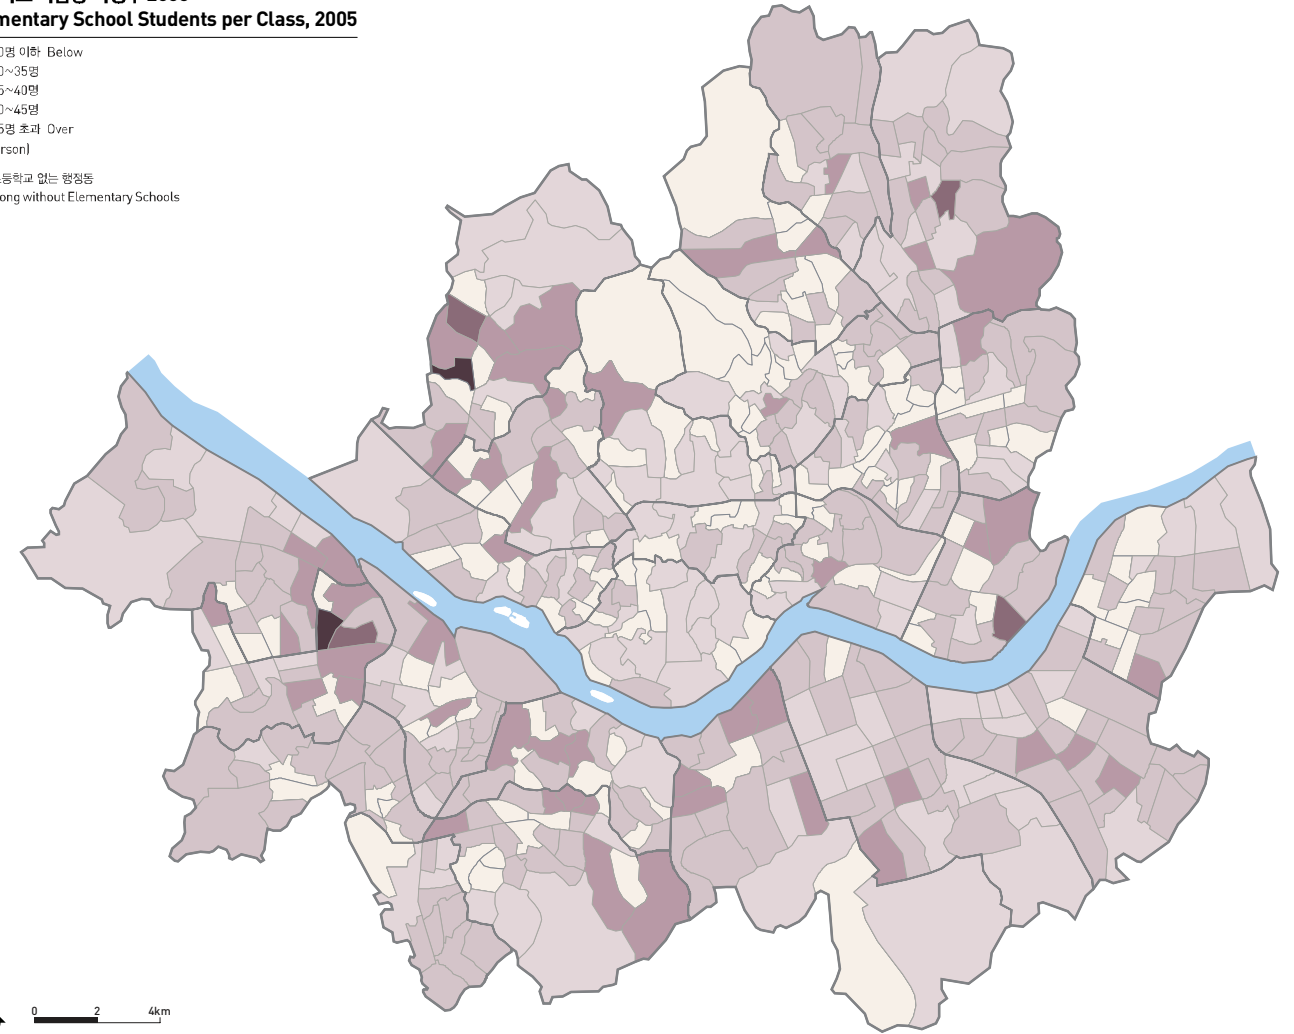 mentary School Students per Class, 2005
0명 이하 Below
0~35명
5~40명
0~45명
5명 초과 Over
rson)
초등학교 없는 행정동
ong without Elementary Schools
0 2 4km